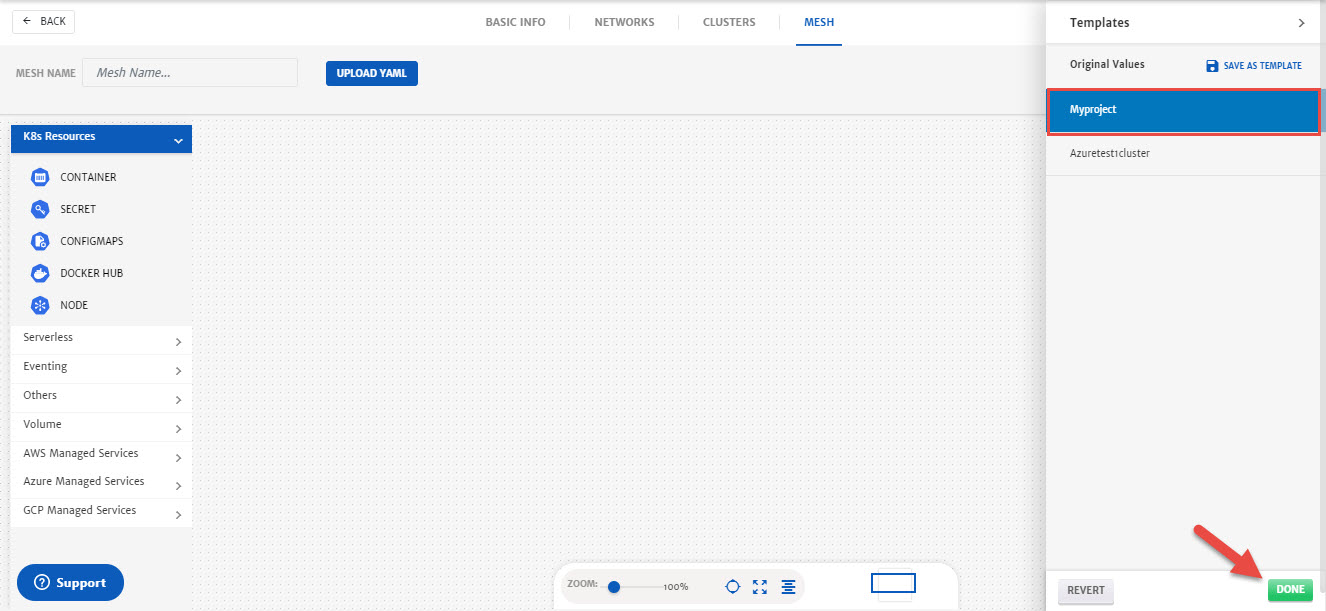 BACK
BASIC INFO
NETWORKS
CLUSTERS
MESH
MESH NAME
Mesh Name...
UPLOAD YAML
K8s Resources
CONTAINER
SECRET
CONFIGMAPS
DOCKER HUB
NODE
Serverless
Eventing
Others
Volume
AWS Managed Services
Azure Managed Services
GCP Managed Services
Support
ZOOM:
100%
Templates
Original Values
SAVE AS TEMPLATE
Myproject
Azuretest1cluster
REVERT
DONE